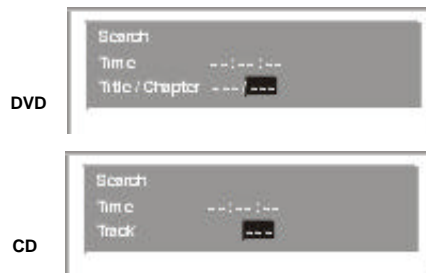 Search
Time --:--:--
Title / Chapter ---/---
DVD
Search
Time --:--:--
Track ---
CD